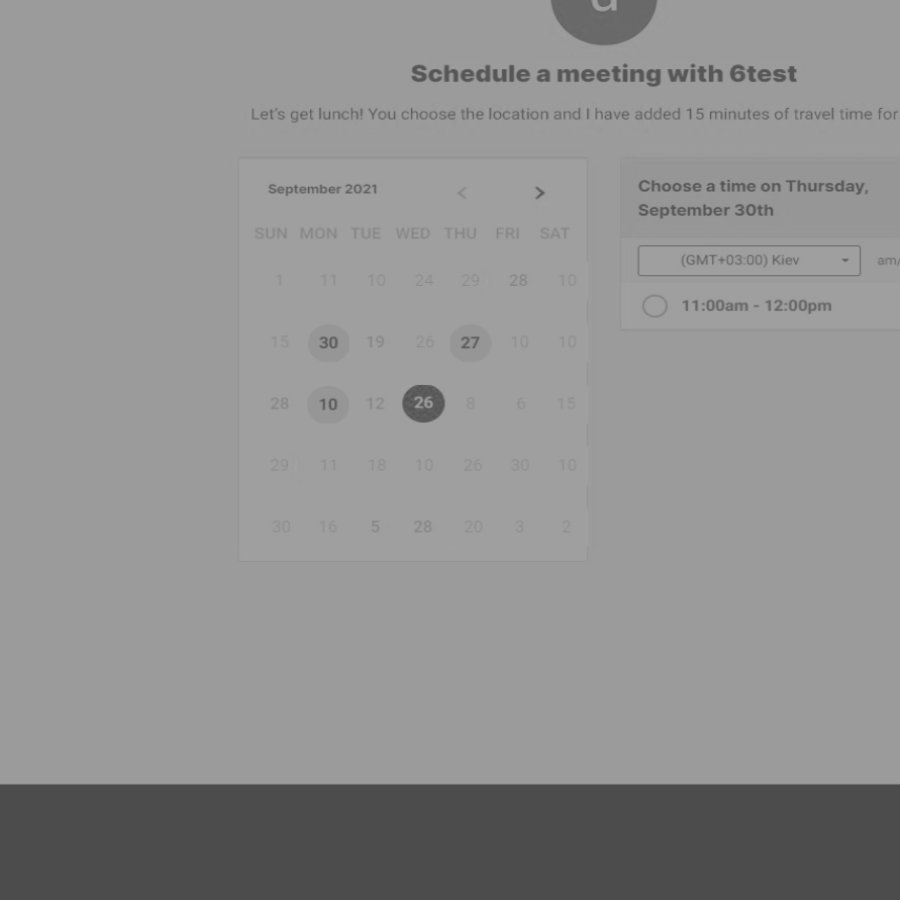 Schedule a meeting with 6test
Let's get lunch! You choose the location and I have added 15 minutes of travel time for
September 2021 < >
SUN MON TUE WED THU FRI SAT
1 11 10 24 29 28 10
15 30 19 26 27 10 10
28 10 12 26 8 6 15
29 11 18 10 26 30 10
30 16 5 28 20 3 2
Choose a time on Thursday,
September 30th
(GMT+03:00) Kiev am/
11:00am - 12:00pm